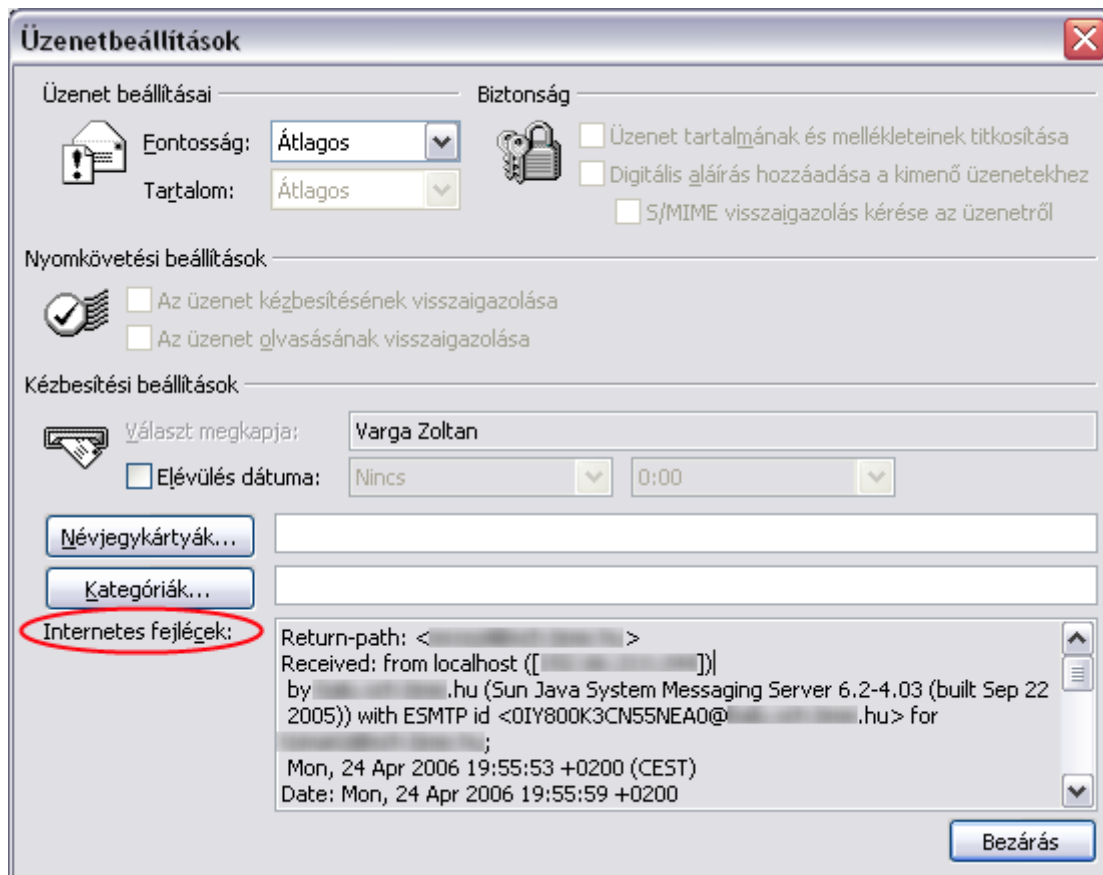 Üzenetbeállítások
Üzenet beállításai
Biztonság
Fontosság: Átlagos
Tartalom: Átlagos
Üzenet tartalmának és mellékleteinek titkosítása
Digitális aláírás hozzáadása a kimenő üzenetekhez
S/MIME visszaigazolás kérése az üzenetről
Nyomkövetési beállítások
Az üzenet kézbesítésének visszaigazolása
Az üzenet olvasásának visszaigazolása
Kézbesítési beállítások
Választ megkapja: Varga Zoltan
Elévülés dátuma: Nincs 0:00
Névjegykártyák...
Kategóriák...
Internetes fejlécek:
Return-path: < >
Received: from localhost ([ ])
by .hu (Sun Java System Messaging Server 6.2-4.03 (built Sep 22
2005)) with ESMTP id <0IY800K3CN55NEA0@ .hu> for
;
Mon, 24 Apr 2006 19:55:53 +0200 (CEST)
Date: Mon, 24 Apr 2006 19:55:59 +0200
Bezárás